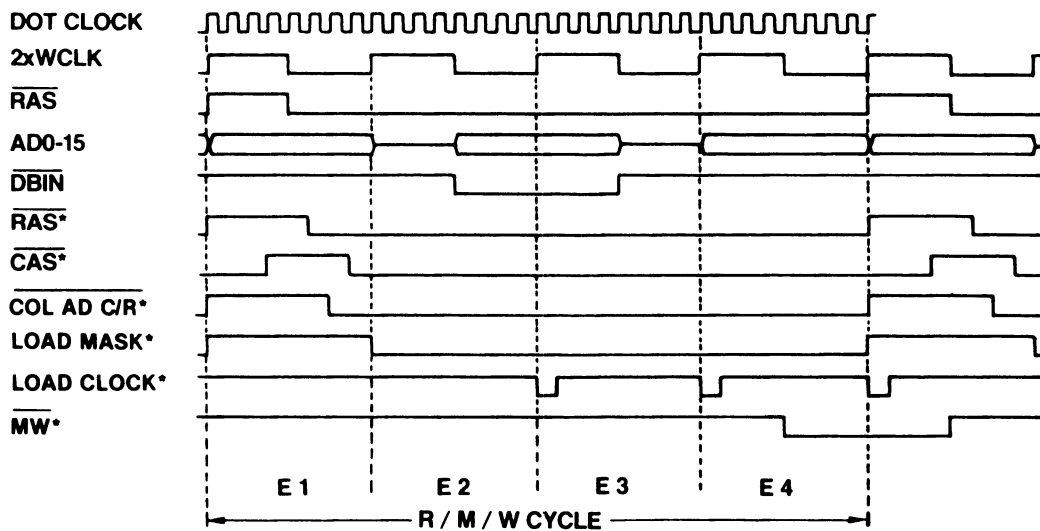 DOT CLOCK
2xWCLK
RAS
AD0-15
DBIN
RAS*
CAS*
COL AD C/R*
LOAD MASK*
LOAD CLOCK*
MW*
E 1 E 2 E 3 E 4
R / M / W CYCLE